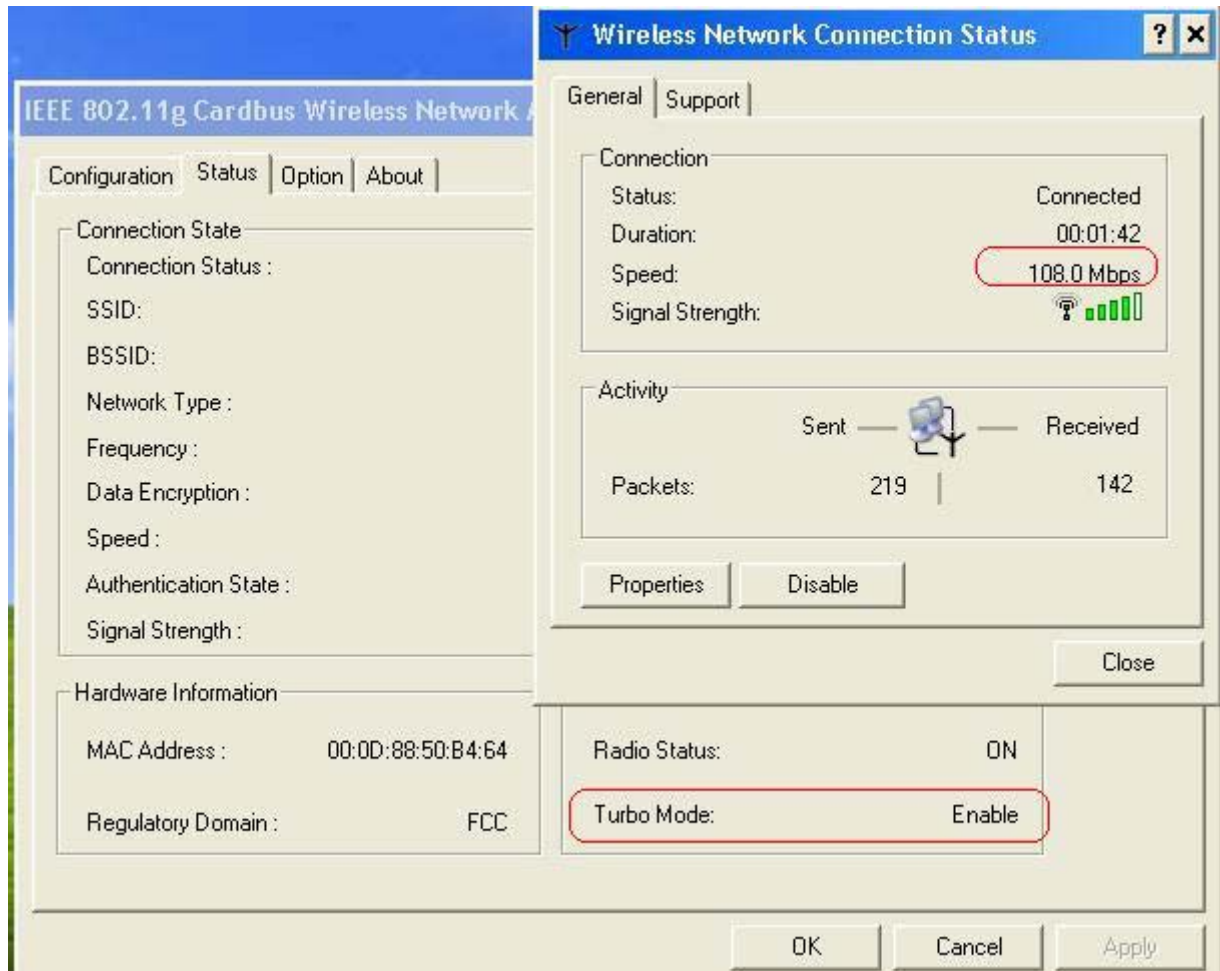 IEEE 802.11g Cardbus Wireless Network
Configuration Status Option About
Connection State
Connection Status :
SSID:
BSSID:
Network Type :
Frequency :
Data Encryption :
Speed :
Authentication State :
Signal Strength :
Hardware Information
MAC Address : 00:0D:88:50:B4:64
Regulatory Domain : FCC
Radio Status: ON
Turbo Mode: Enable
OK Cancel Apply
Wireless Network Connection Status
General Support
Connection
Status: Connected
Duration: 00:01:42
Speed: 108.0 Mbps
Signal Strength:
Activity
Sent Received
Packets: 219 142
Properties Disable
Close